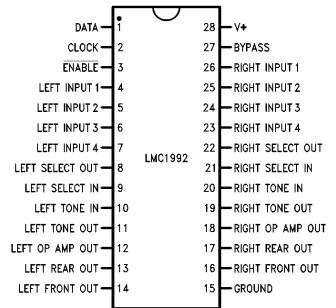 DATA 1 28 V+
CLOCK 2 27 BYPASS
ENABLE 3 26 RIGHT INPUT 1
LEFT INPUT 1 4 25 RIGHT INPUT 2
LEFT INPUT 2 5 24 RIGHT INPUT 3
LEFT INPUT 3 6 23 RIGHT INPUT 4
LEFT INPUT 4 7 22 RIGHT SELECT OUT
LMC1992
LEFT SELECT OUT 8 21 RIGHT SELECT IN
LEFT SELECT IN 9 20 RIGHT TONE IN
LEFT TONE IN 10 19 RIGHT TONE OUT
LEFT TONE OUT 11 18 RIGHT OP AMP OUT
LEFT OP AMP OUT 12 17 RIGHT REAR OUT
LEFT REAR OUT 13 16 RIGHT FRONT OUT
LEFT FRONT OUT 14 15 GROUND